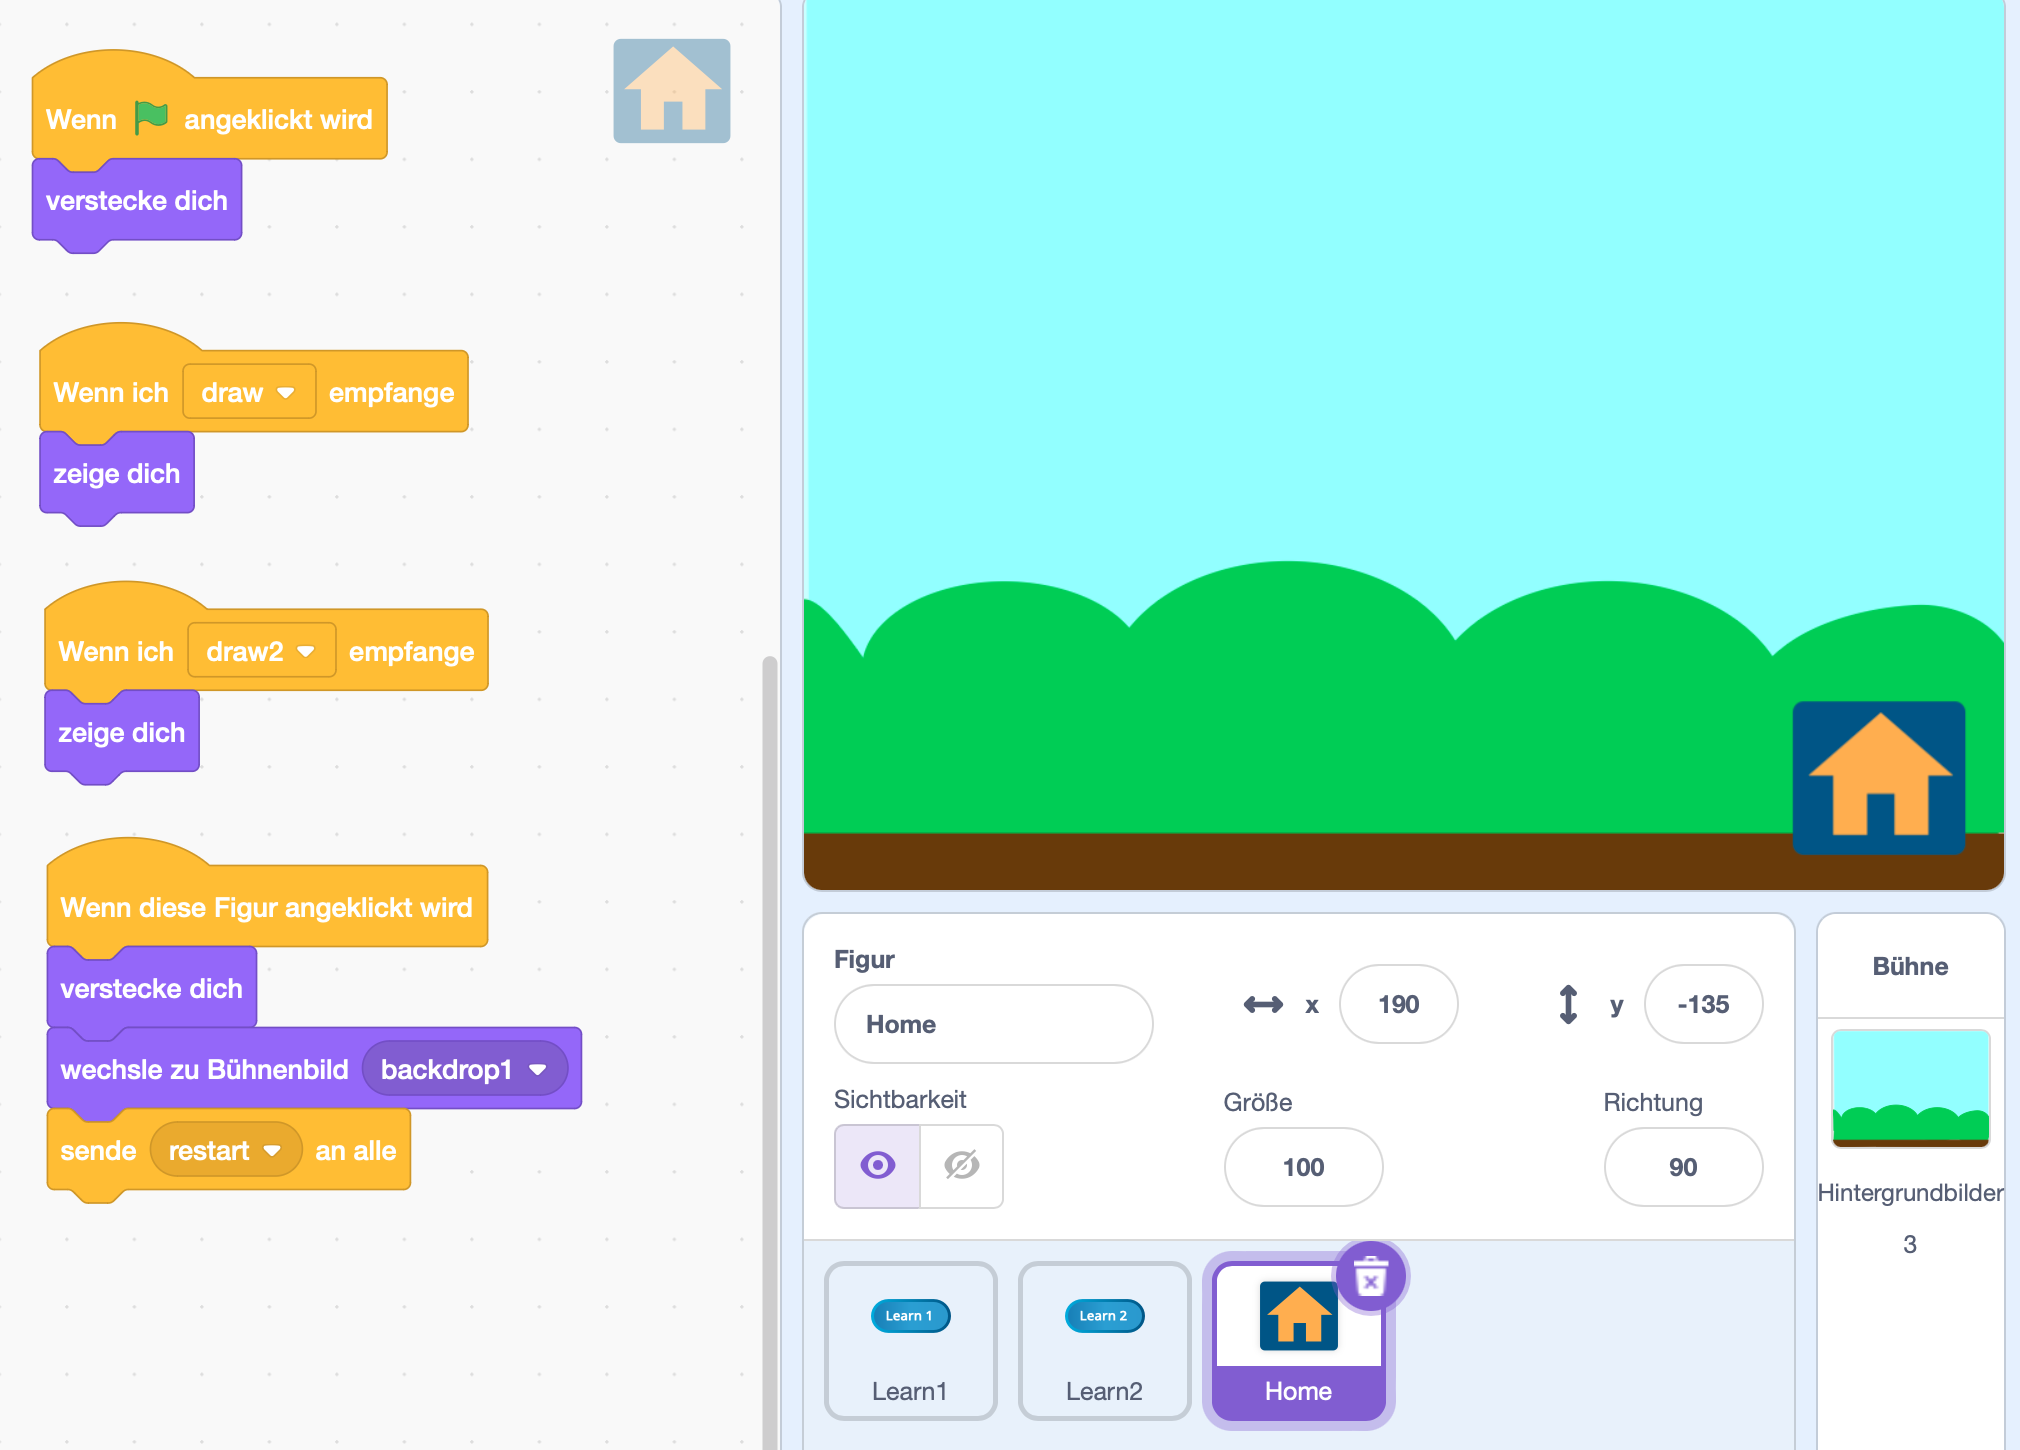 Wenn angeklickt wird
verstecke dich
Wenn ich draw empfange
zeige dich
Wenn ich draw2 empfange
zeige dich
Wenn diese Figur angeklickt wird
verstecke dich
wechsle zu Bühnenbild backdrop1
sende restart an alle
Figur
Home
x 190
y -135
Sichtbarkeit
Größe
100
Richtung
90
Learn 1
Learn1
Learn 2
Learn2
Home
Bühne
Hintergrundbilder
3